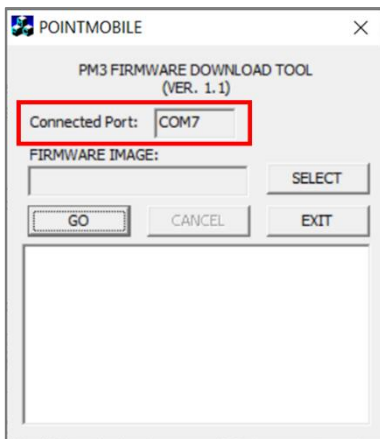 POINTMOBILE
PM3 FIRMWARE DOWNLOAD TOOL
(VER. 1.1)
Connected Port: COM7
FIRMWARE IMAGE:
SELECT
GO CANCEL EXIT